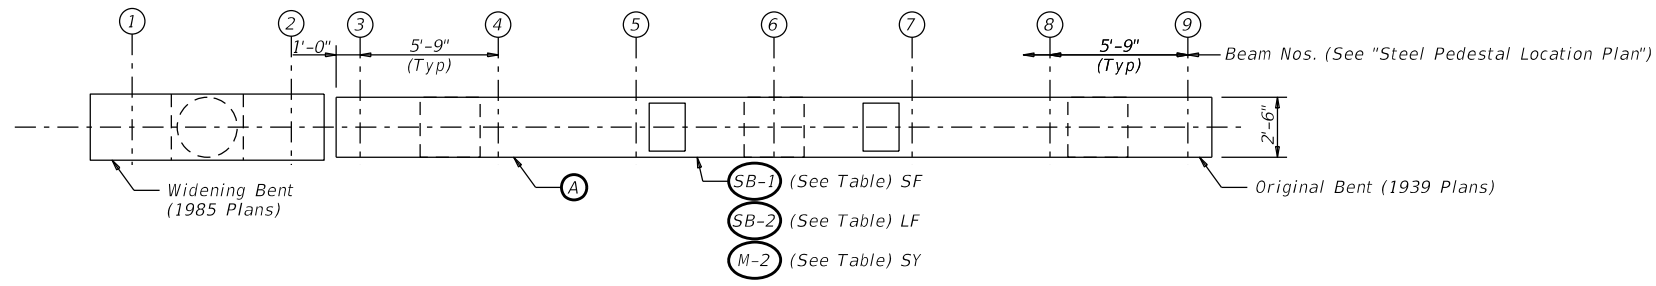 1 2 3 4 5 6 7 8 9
1'-0" 5'-9" 5'-9"
(Typ) (Typ)
Beam Nos. (See "Steel Pedestal Location Plan")
2'-6"
Widening Bent
(1985 Plans)
A
SB-1 (See Table) SF
SB-2 (See Table) LF
M-2 (See Table) SY
Original Bent (1939 Plans)